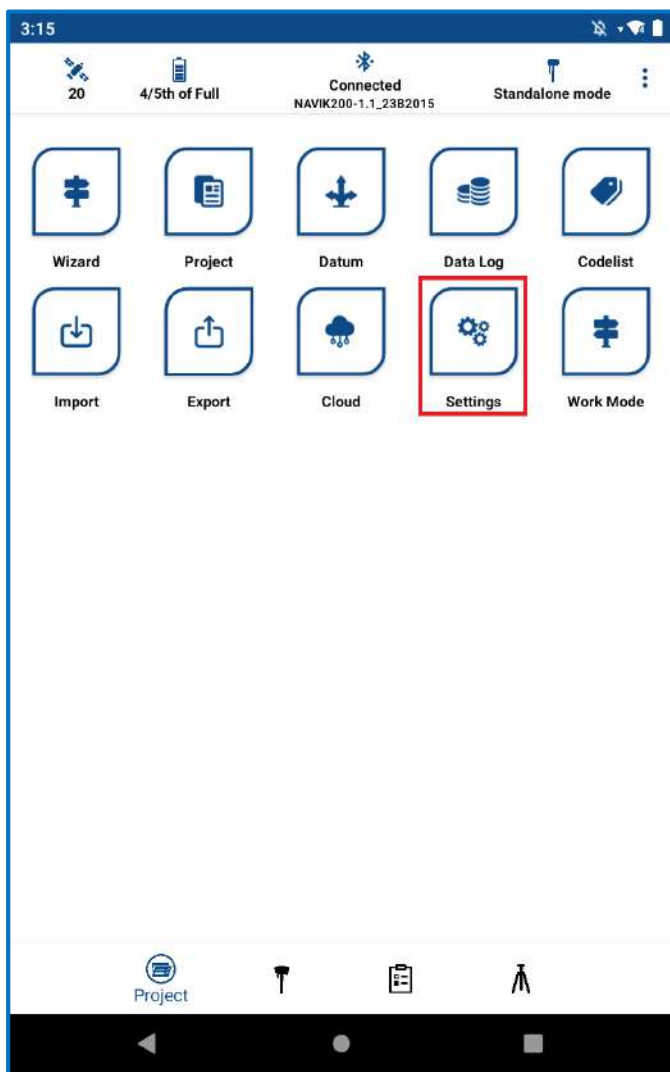 3:15
20
4/5th of Full
Connected
NAVIK200-1.1_23B2015
Standalone mode
Wizard
Project
Datum
Data Log
Codelist
Import
Export
Cloud
Settings
Work Mode
Project